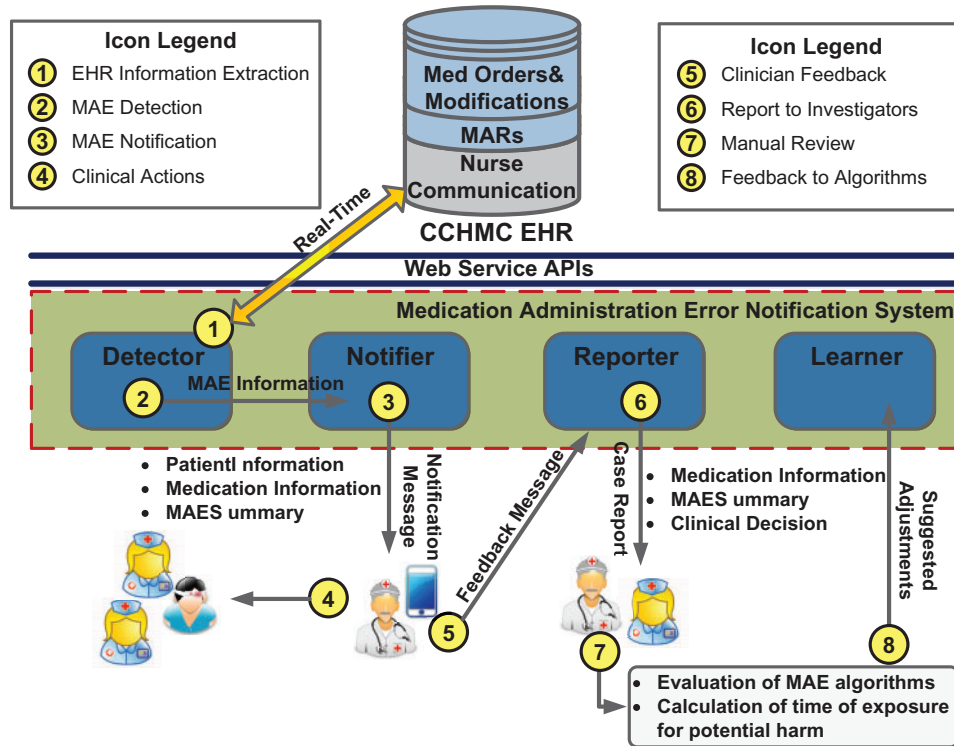 Icon Legend
1 EHR Information Extraction
2 MAE Detection
3 MAE Notification
4 Clinical Actions
Med Orders&
Modifications
MARs
Nurse
Communication
CCHMC EHR
Icon Legend
5 Clinician Feedback
6 Report to Investigators
7 Manual Review
8 Feedback to Algorithms
Real-Time
Web Service APIs
Medication Administration Error Notification System
1
Detector
2
MAE Information
Notifier
3
Reporter
6
Learner
• PatientI nformation
• Medication Information
• MAES ummary
Notification
Message
Feedback Message
Case Report
• Medication Information
• MAES ummary
• Clinical Decision
Suggested
Adjustments
4
5
7
8
• Evaluation of MAE algorithms
• Calculation of time of exposure
for potential harm